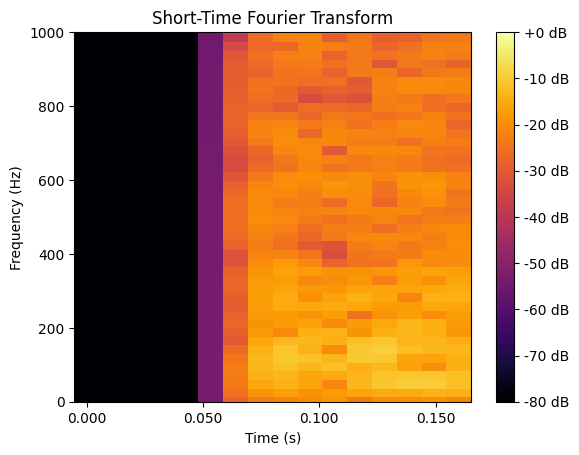 Short-Time Fourier Transform
1000
800
600
400
200
0
Frequency (Hz)
0.000
0.050
0.100
0.150
Time (s)
+0 dB
-10 dB
-20 dB
-30 dB
-40 dB
-50 dB
-60 dB
-70 dB
-80 dB